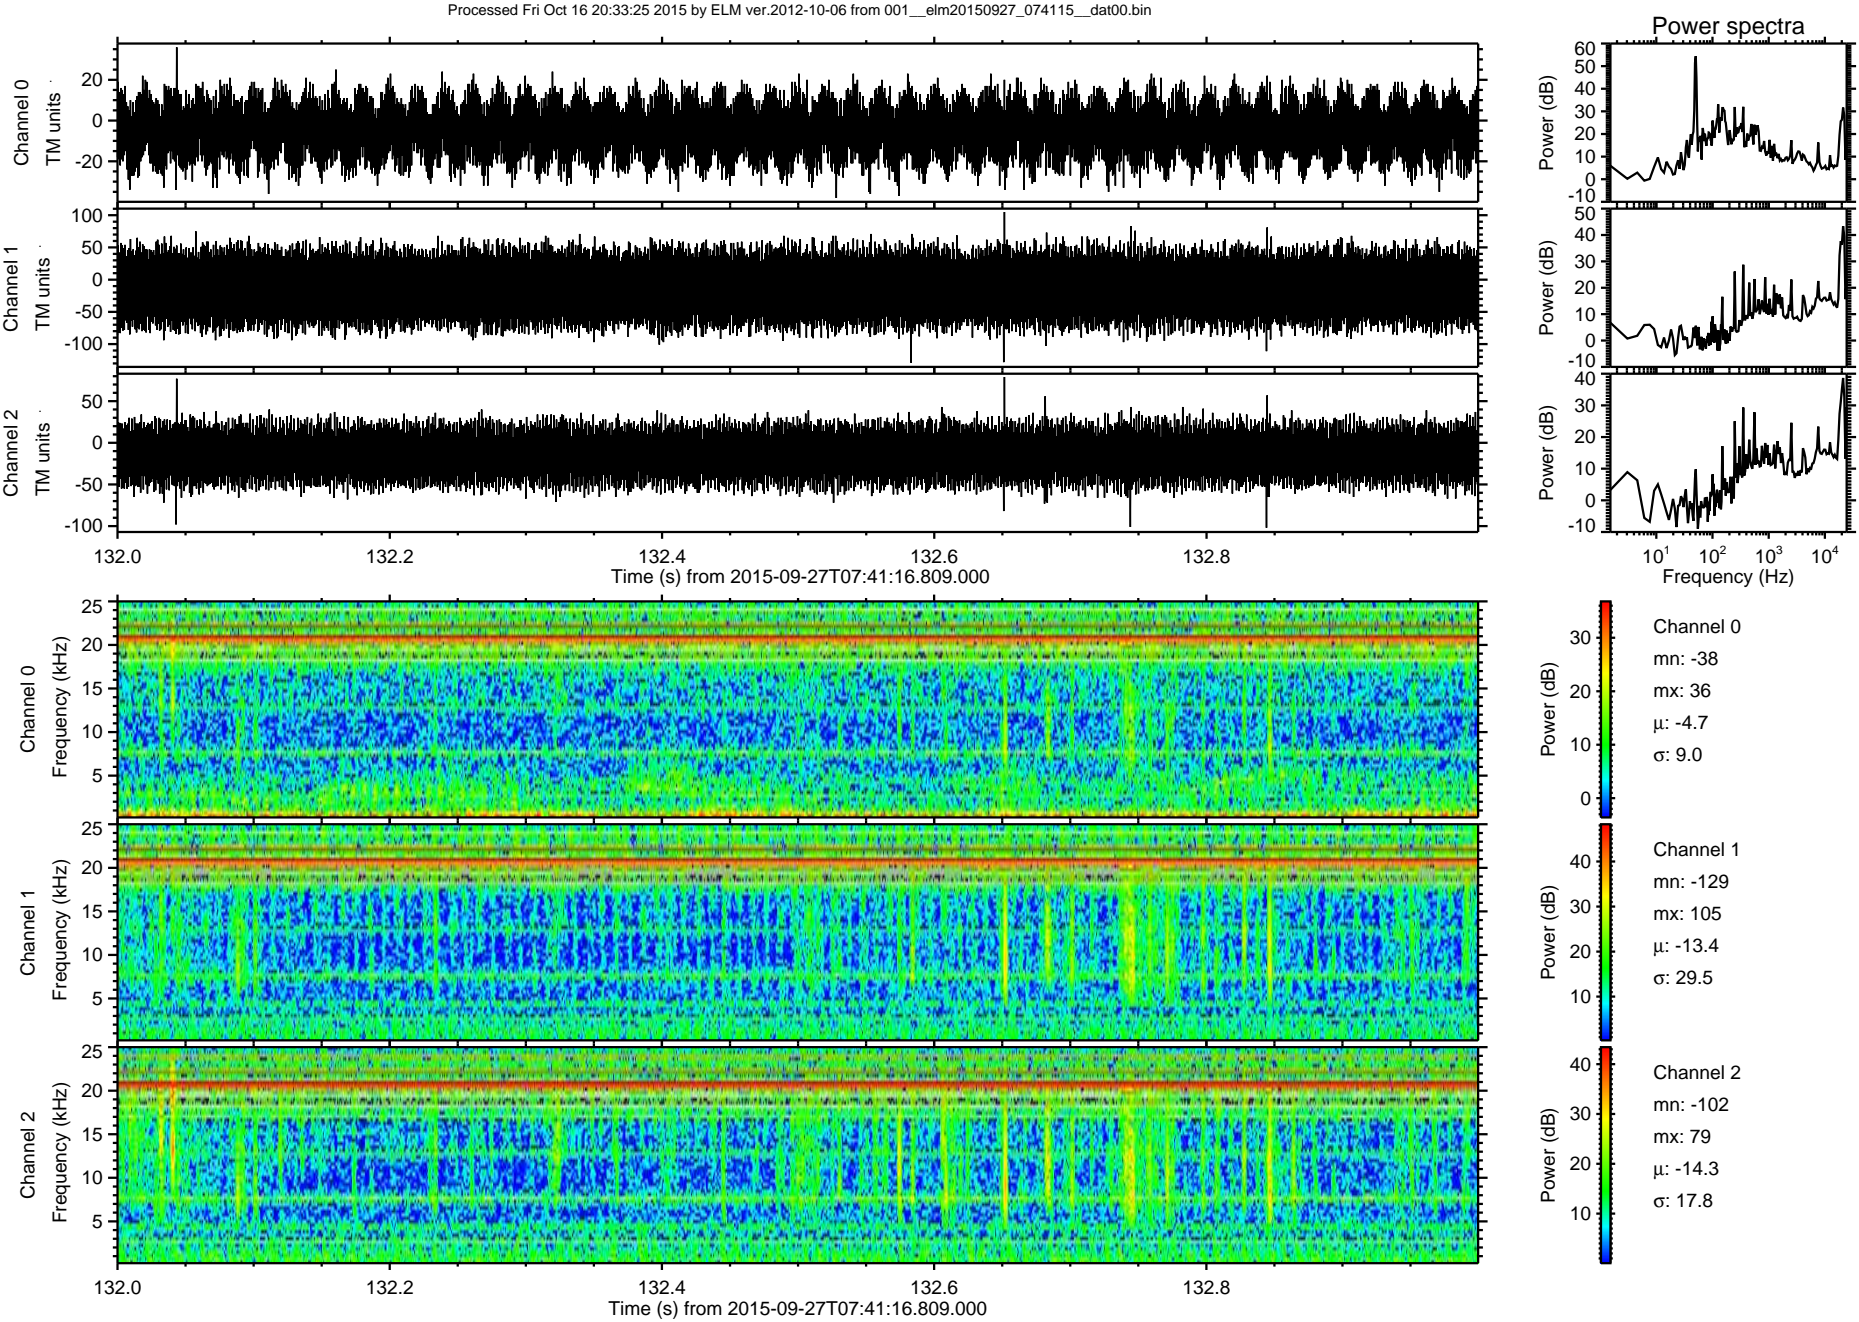 Processed Fri Oct 16 20:33:25 2015 by ELM ver.2012-10-06 from 001__elm20150927_074115__dat00.bin
Power spectra
Channel 0
TM units
20
0
-20
Power (dB)
60
50
40
30
20
10
0
-10
Channel 1
TM units
100
50
0
-50
-100
Power (dB)
50
40
30
20
10
0
-10
Channel 2
TM units
50
0
-50
-100
Power (dB)
40
30
20
10
0
-10
132.0 132.2 132.4 132.6 132.8
Time (s) from 2015-09-27T07:41:16.809.000
10^1 10^2 10^3 10^4
Frequency (Hz)
Channel 0
Frequency (kHz)
25
20
15
10
5
Power (dB)
30
20
10
0
Channel 0
mn: -38
mx: 36
μ: -4.7
σ: 9.0
Channel 1
Frequency (kHz)
25
20
15
10
5
Power (dB)
40
30
20
10
Channel 1
mn: -129
mx: 105
μ: -13.4
σ: 29.5
Channel 2
Frequency (kHz)
25
20
15
10
5
Power (dB)
40
30
20
10
Channel 2
mn: -102
mx: 79
μ: -14.3
σ: 17.8
132.0 132.2 132.4 132.6 132.8
Time (s) from 2015-09-27T07:41:16.809.000